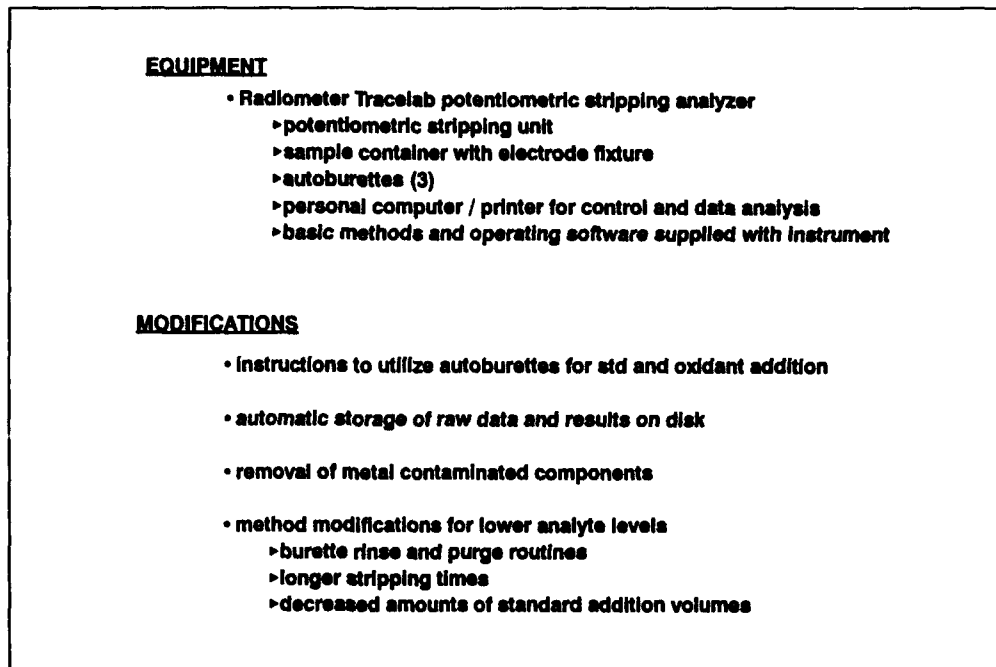 EQUIPMENT
• Radiometer Tracelab potentiometric stripping analyzer
▸potentiometric stripping unit
▸sample container with electrode fixture
▸autoburettes (3)
▸personal computer / printer for control and data analysis
▸basic methods and operating software supplied with instrument
MODIFICATIONS
• instructions to utilize autoburettes for std and oxidant addition
• automatic storage of raw data and results on disk
• removal of metal contaminated components
• method modifications for lower analyte levels
▸burette rinse and purge routines
▸longer stripping times
▸decreased amounts of standard addition volumes